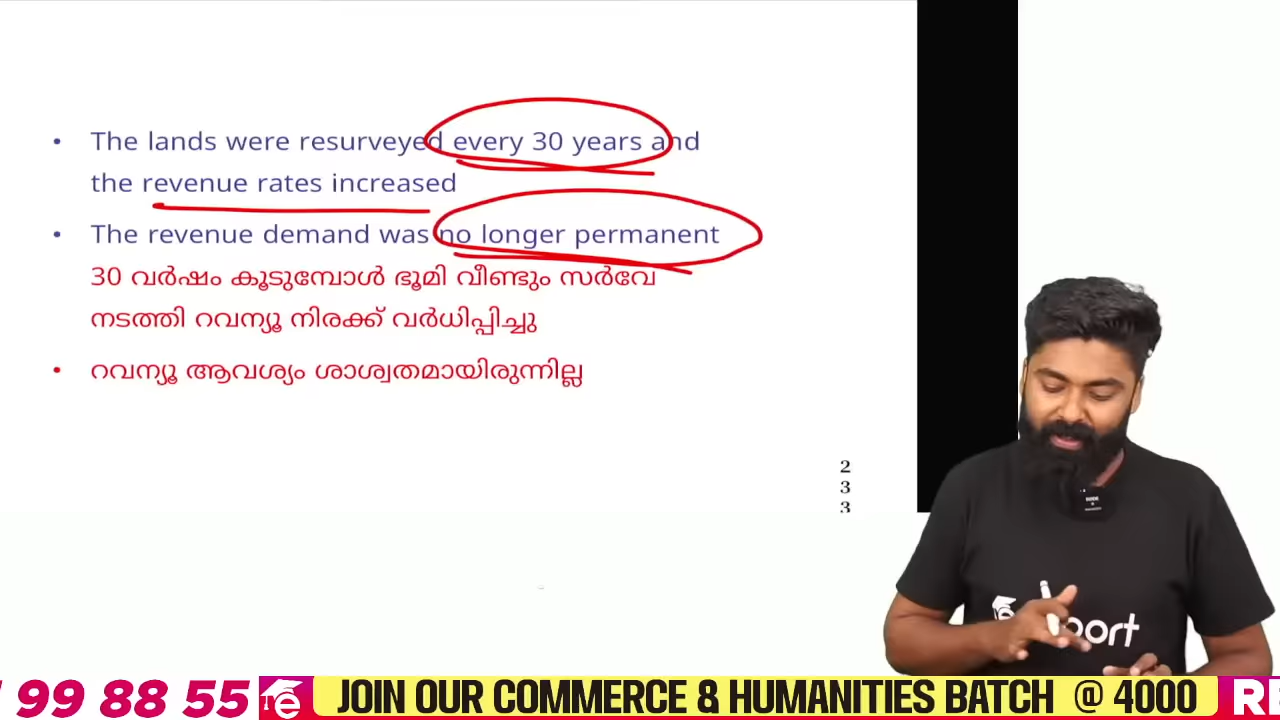 • The lands were resurveyed every 30 years and
the revenue rates increased
• The revenue demand was no longer permanent
30 വർഷം കൂടുമ്പോൾ ഭൂമി വീണ്ടും സർവേ
നടത്തി റവന്യൂ നിരക്ക് വർധിപ്പിച്ചു
• റവന്യൂ ആവശ്യം ശാശ്വതമായിരുന്നില്ല
2
3
3
port
99 88 55
JOIN OUR COMMERCE & HUMANITIES BATCH @ 4000
RE